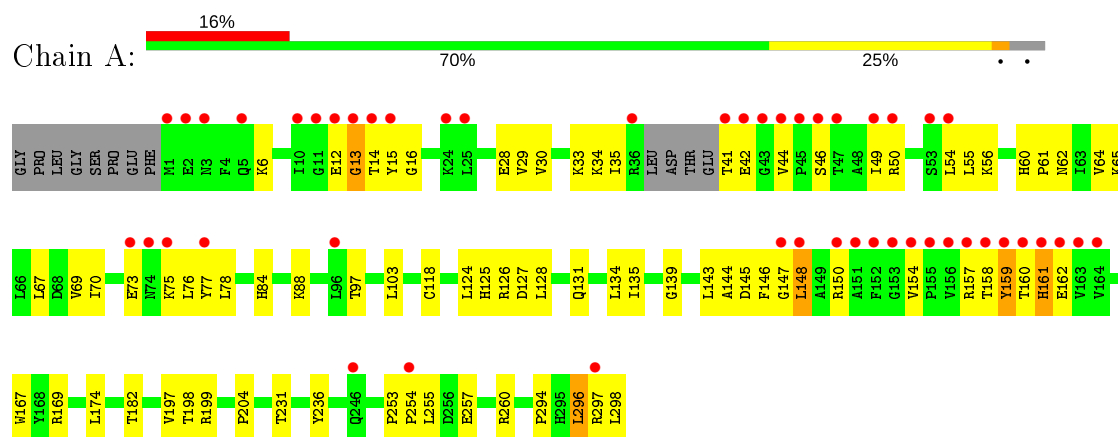 16%
Chain A:
70% 25% • •
GLY PRO LEU GLY SER PRO GLU PHE M1 E2 N3 F4 Q5 K6 I10 G11 E12 G13 T14 Y15 G16 K24 L25 E28 V29 V30 K33 K34 I35 R36 LEU ASP THR GLU T41 E42 G43 V44 P45 S46 T47 A48 I49 R50 S53 L54 L55 K56 H60 P61 N62 I63 V64 K65
L66 L67 D68 V69 I70 E73 N74 K75 L76 Y77 L78 H84 K88 L96 T97 L103 C118 L124 H125 R126 D127 L128 Q131 L134 I135 G139 L143 A144 D145 F146 G147 L148 A149 R150 A151 F152 G153 V154 P155 V156 R157 T158 Y159 T160 H161 E162 V163 V164
W167 Y168 R169 L174 T182 V197 T198 R199 P204 T231 Y236 Q246 P253 P254 L255 D256 E257 R260 P294 H295 L296 R297 L298